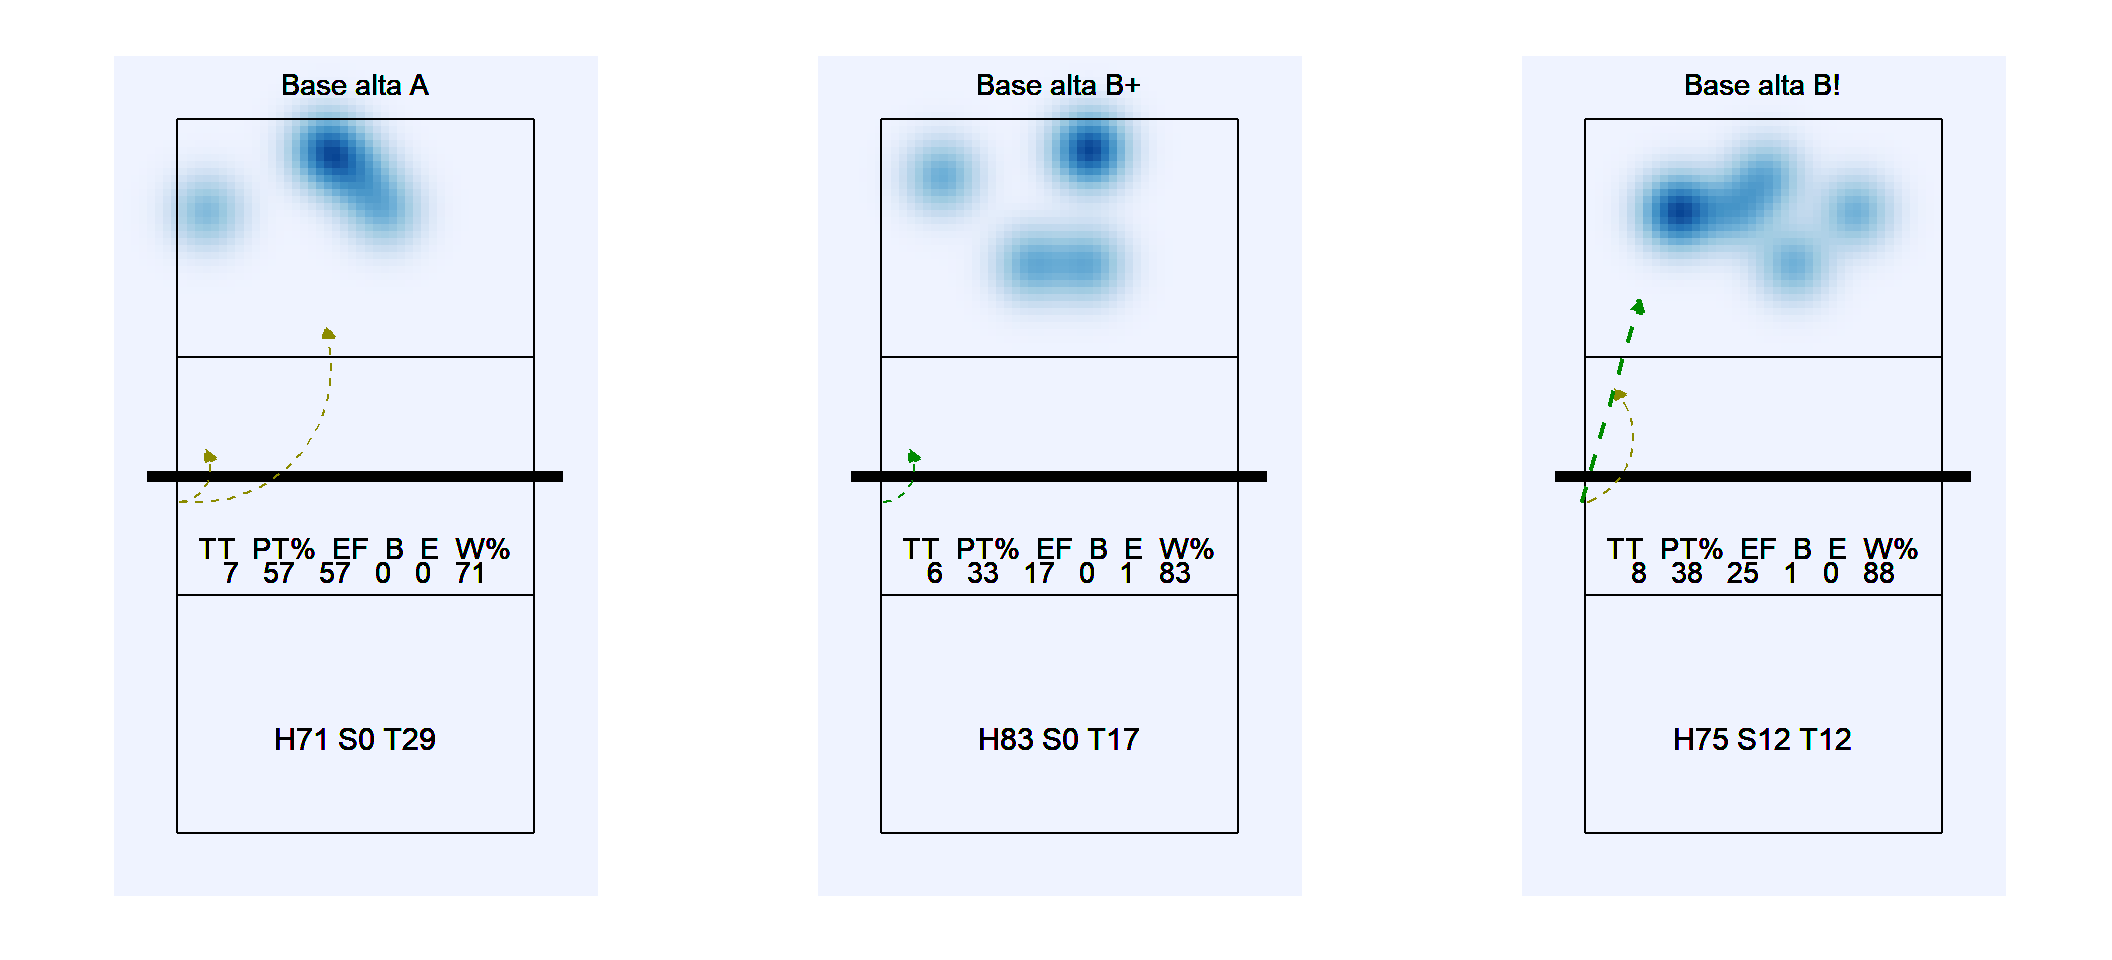 Base alta A
TT PT% EF B E W%
7 57 57 0 0 71
H71 S0 T29
Base alta B+
TT PT% EF B E W%
6 33 17 0 1 83
H83 S0 T17
Base alta B!
TT PT% EF B E W%
8 38 25 1 0 88
H75 S12 T12